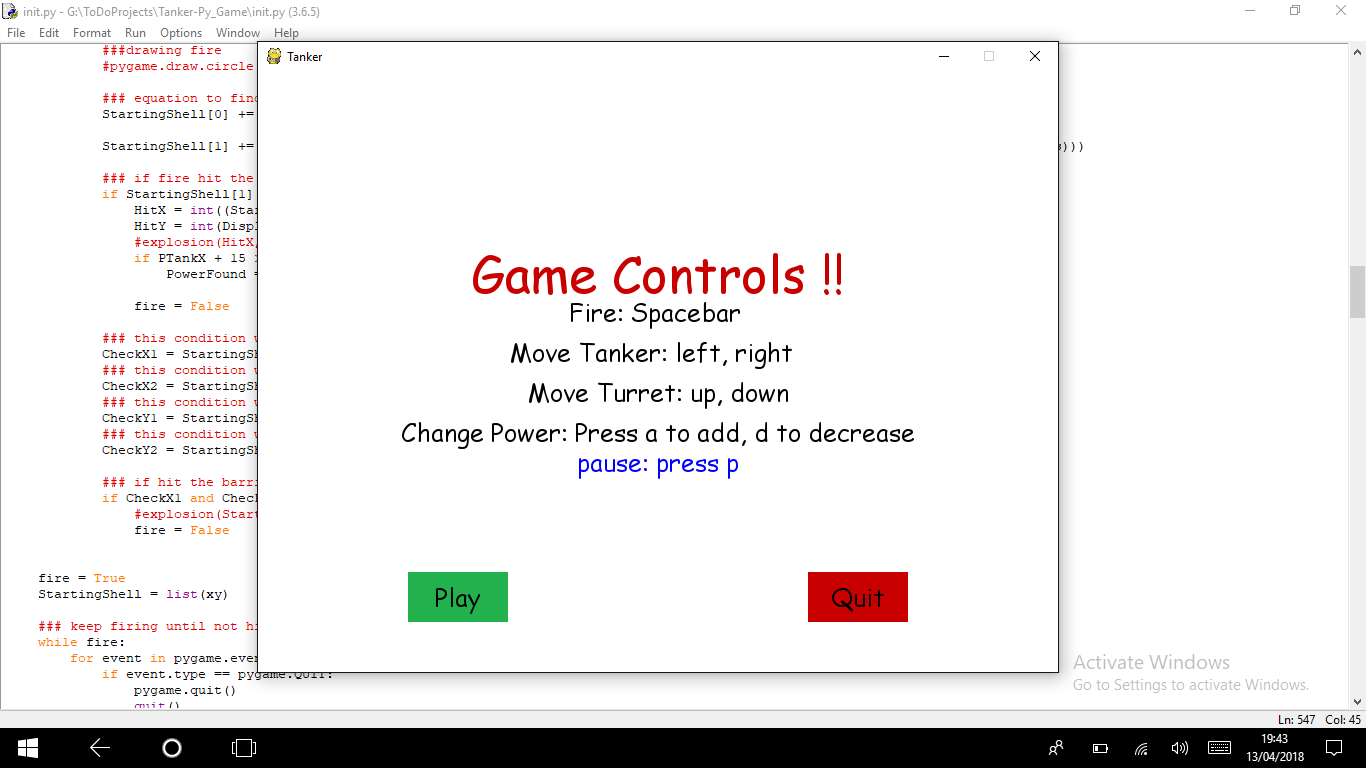 init.py - G:\ToDoProjects\Tanker-Py_Game\init.py (3.6.5)
File Edit Format Run Options Window Help
###drawing fire
#pygame.draw.circle
### equation to find
StartingShell[0] +=
StartingShell[1] += )))
### if fire hit the
if StartingShell[1]
HitX = int((Star
HitY = int(Displ
#explosion(HitX,
if PTankX + 15
PowerFound =
fire = False
### this condition
CheckX1 = StartingSh
### this condition
CheckX2 = StartingSh
### this condition
CheckY1 = StartingSh
### this condition
CheckY2 = StartingSh
### if hit the barri
if CheckX1 and Check
#explosion(Start
fire = False
fire = True
StartingShell = list(xy)
### keep firing until not hi
while fire:
for event in pygame.even
if event.type == pygame.QUIT:
pygame.quit()
quit()
Tanker
Game Controls !!
Fire: Spacebar
Move Tanker: left, right
Move Turret: up, down
Change Power: Press a to add, d to decrease
pause: press p
Play
Quit
Activate Windows
Go to Settings to activate Windows.
Ln: 547 Col: 45
19:43
13/04/2018